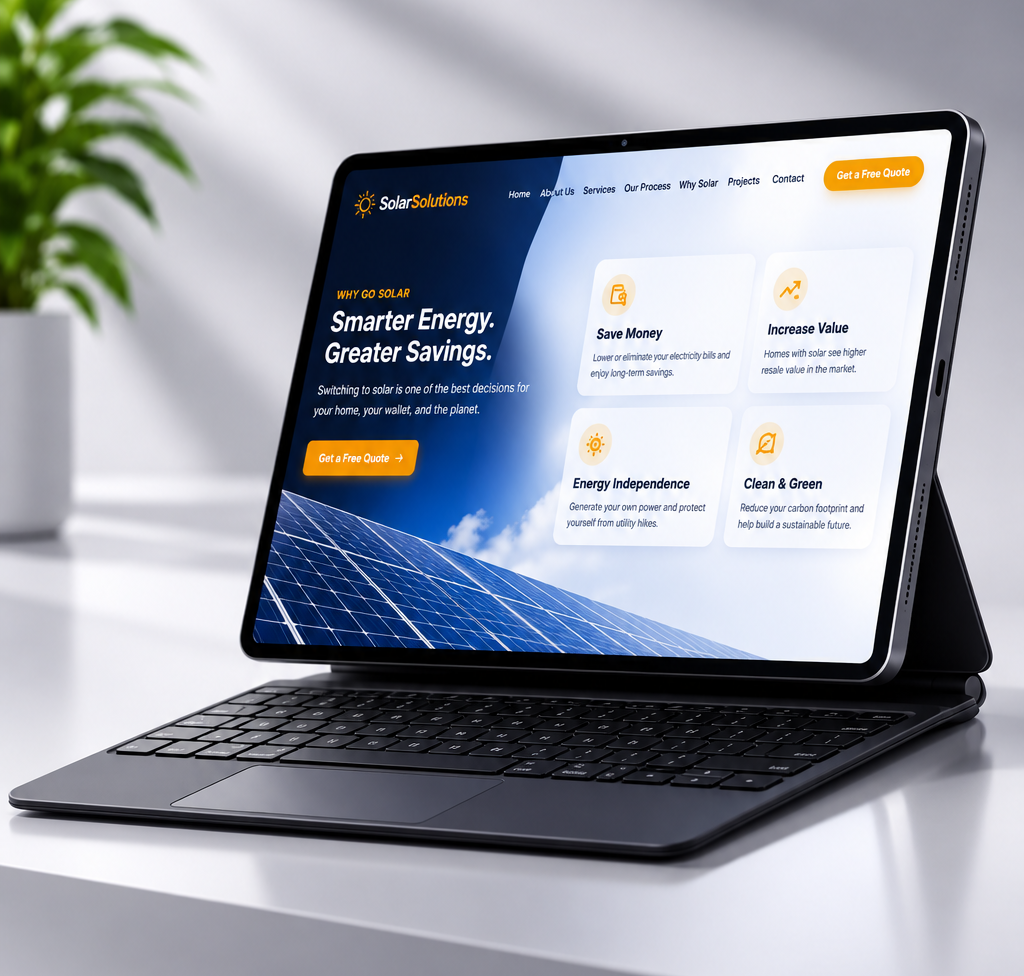 SolarSolutions
Home About Us Services Our Process Why Solar Projects Contact Get a Free Quote
WHY GO SOLAR
Smarter Energy.
Greater Savings.
Switching to solar is one of the best decisions for
your home, your wallet, and the planet.
Get a Free Quote →
Save Money
Lower or eliminate your electricity bills and
enjoy long-term savings.
Increase Value
Homes with solar see higher
resale value in the market.
Energy Independence
Generate your own power and protect
yourself from utility hikes.
Clean & Green
Reduce your carbon footprint and
help build a sustainable future.